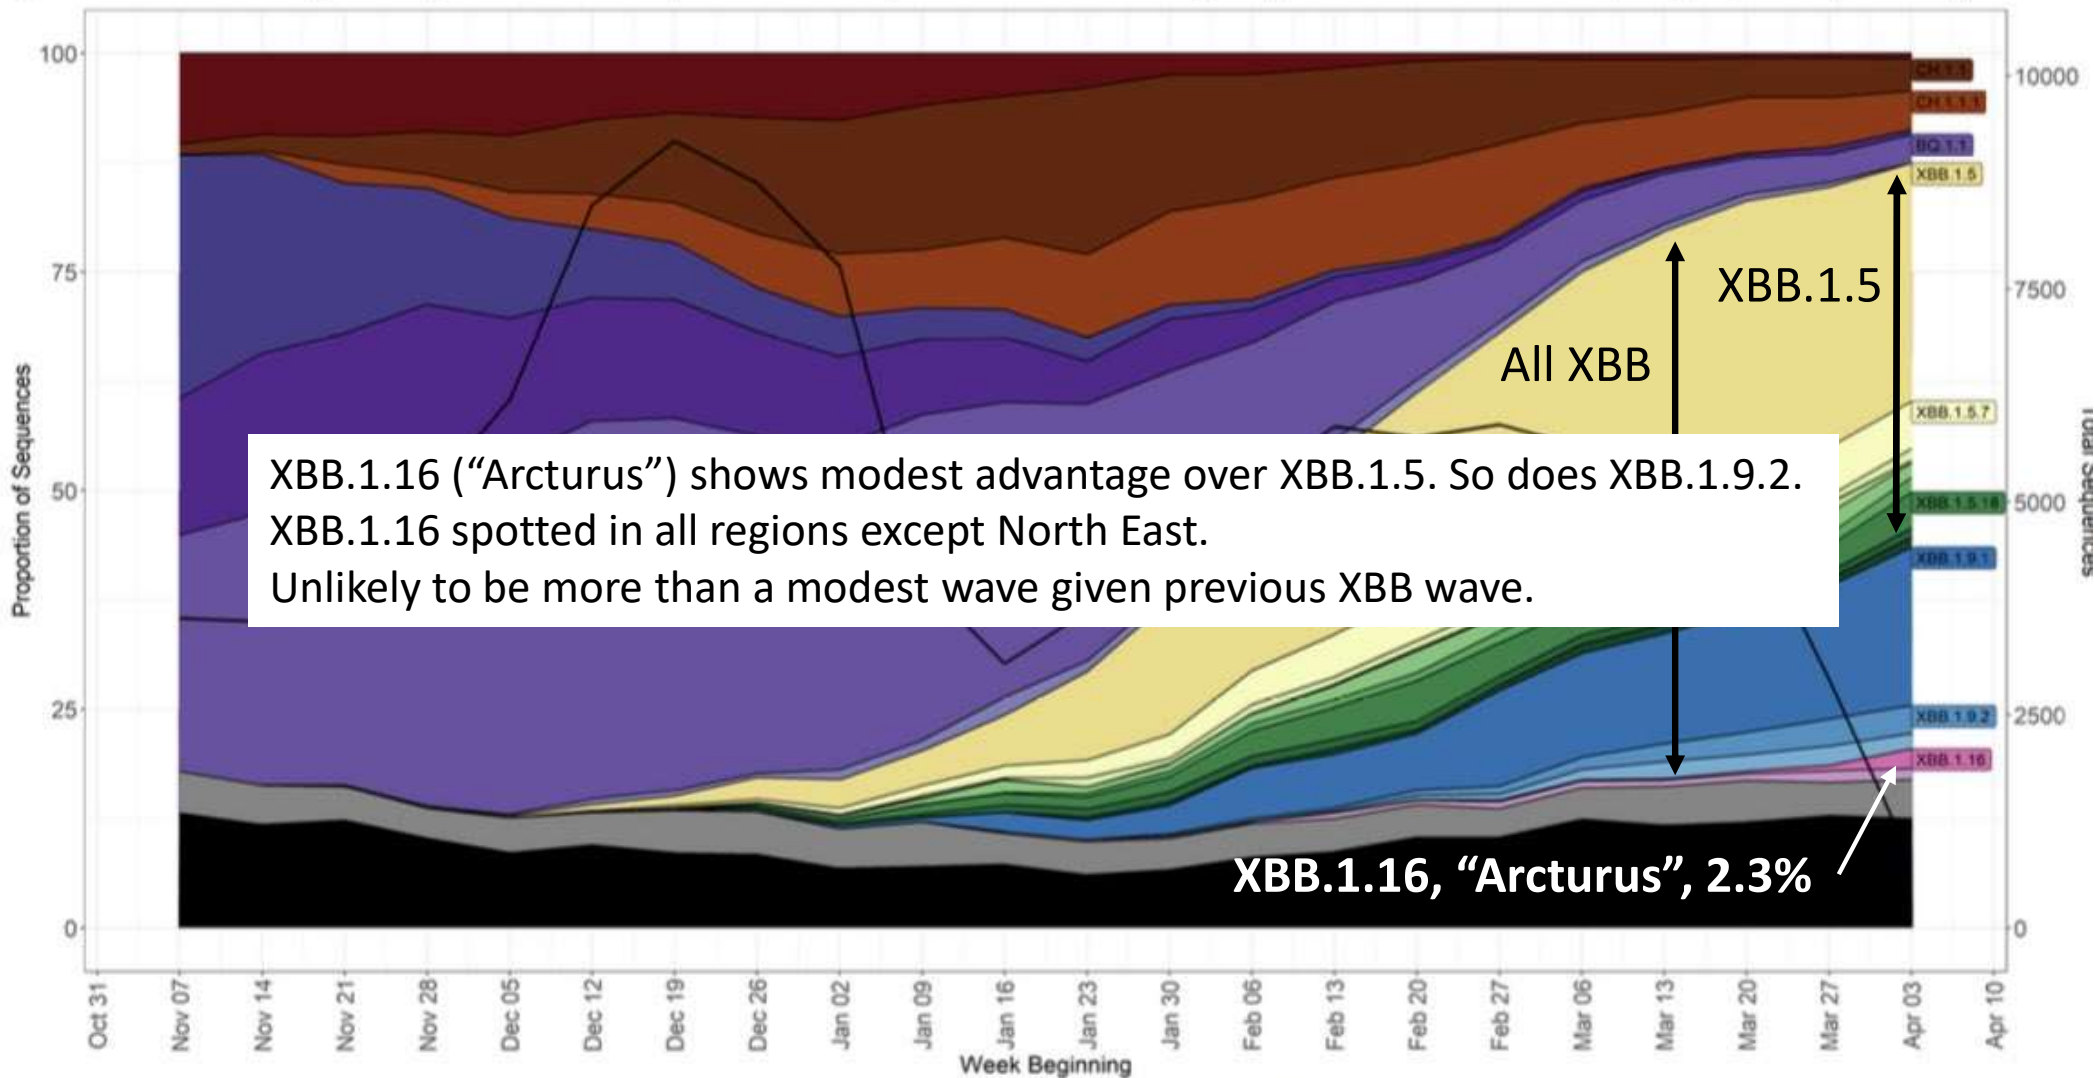 100
75
50
25
0
Proportion of Sequences
10000
7500
5000
2500
0
Total Sequences
CH.1.1
CH.1.1.1
BQ.1.1
XBB.1.5
XBB.1.5.7
XBB.1.5.18
XBB.1.9.1
XBB.1.9.2
XBB.1.16
XBB.1.5
All XBB
XBB.1.16 (“Arcturus”) shows modest advantage over XBB.1.5. So does XBB.1.9.2.
XBB.1.16 spotted in all regions except North East.
Unlikely to be more than a modest wave given previous XBB wave.
XBB.1.16, “Arcturus”, 2.3%
Oct 31
Nov 07
Nov 14
Nov 21
Nov 28
Dec 05
Dec 12
Dec 19
Dec 26
Jan 02
Jan 09
Jan 16
Jan 23
Jan 30
Feb 06
Feb 13
Feb 20
Feb 27
Mar 06
Mar 13
Mar 20
Mar 27
Apr 03
Apr 10
Week Beginning